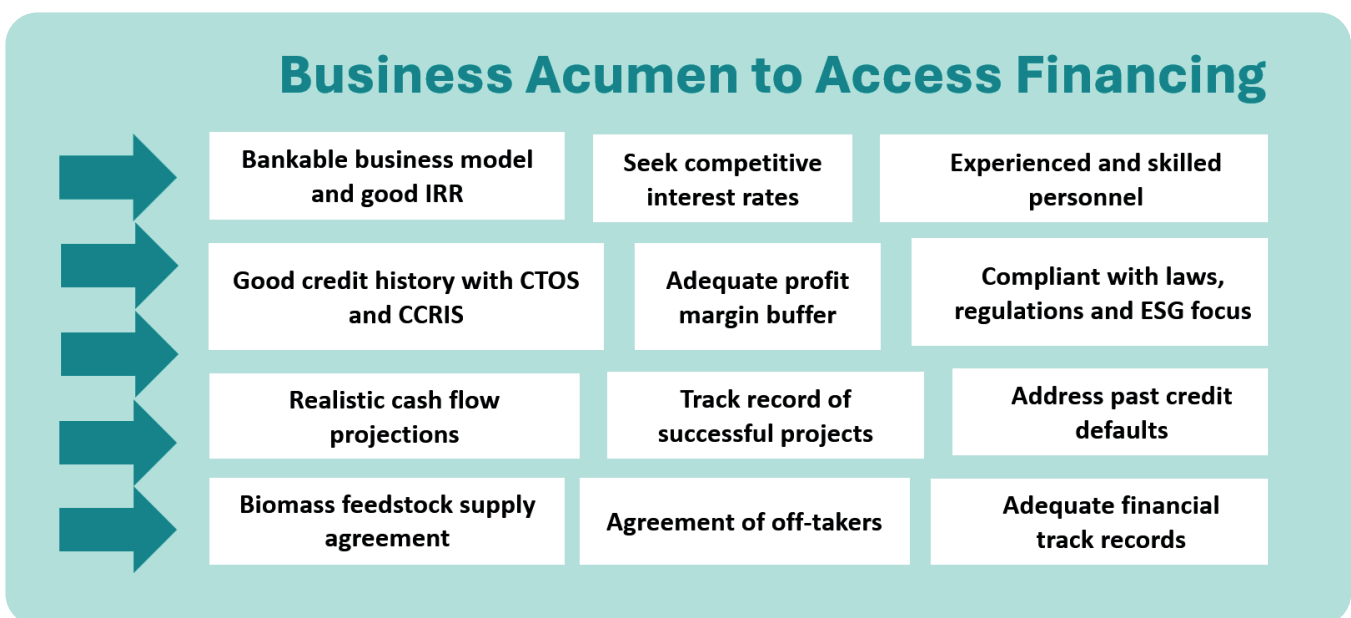 Business Acumen to Access Financing
Bankable business model
and good IRR
Seek competitive
interest rates
Experienced and skilled
personnel
Good credit history with CTOS
and CCRIS
Adequate profit
margin buffer
Compliant with laws,
regulations and ESG focus
Realistic cash flow
projections
Track record of
successful projects
Address past credit
defaults
Biomass feedstock supply
agreement
Agreement of off-takers
Adequate financial
track records